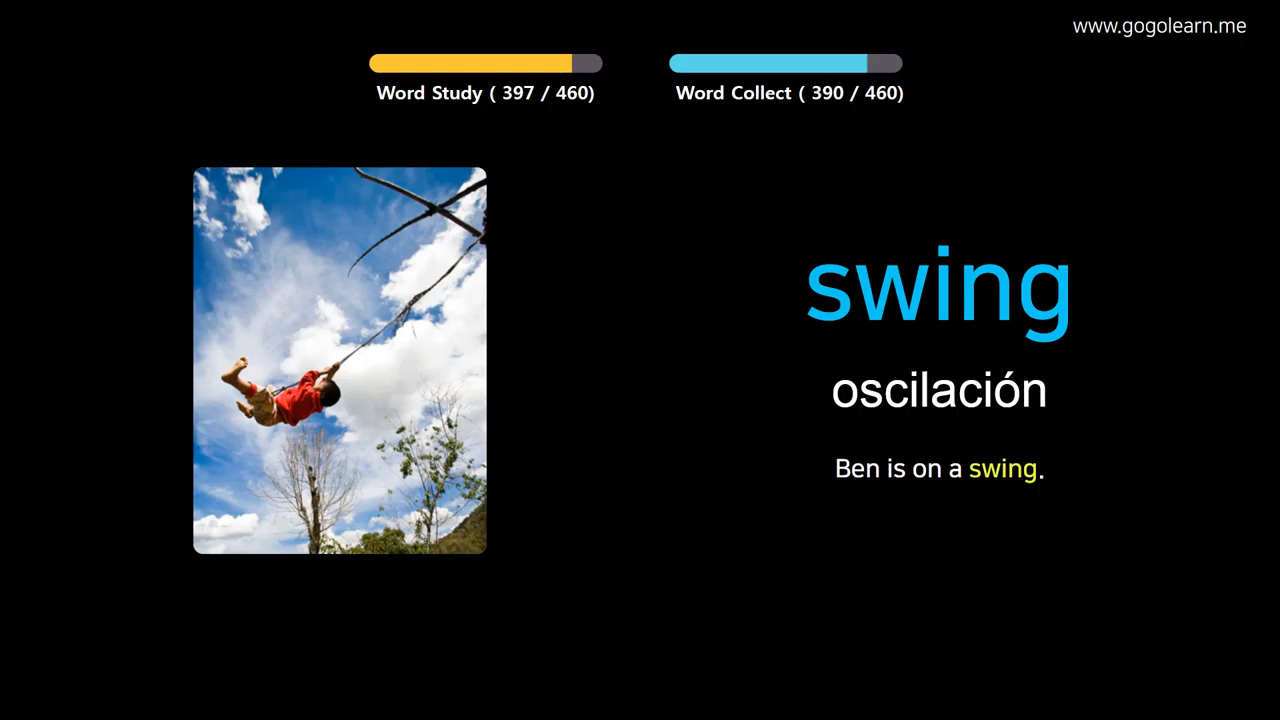 www.gogolearn.me
Word Study ( 397 / 460)
Word Collect ( 390 / 460)
swing
oscilación
Ben is on a swing.